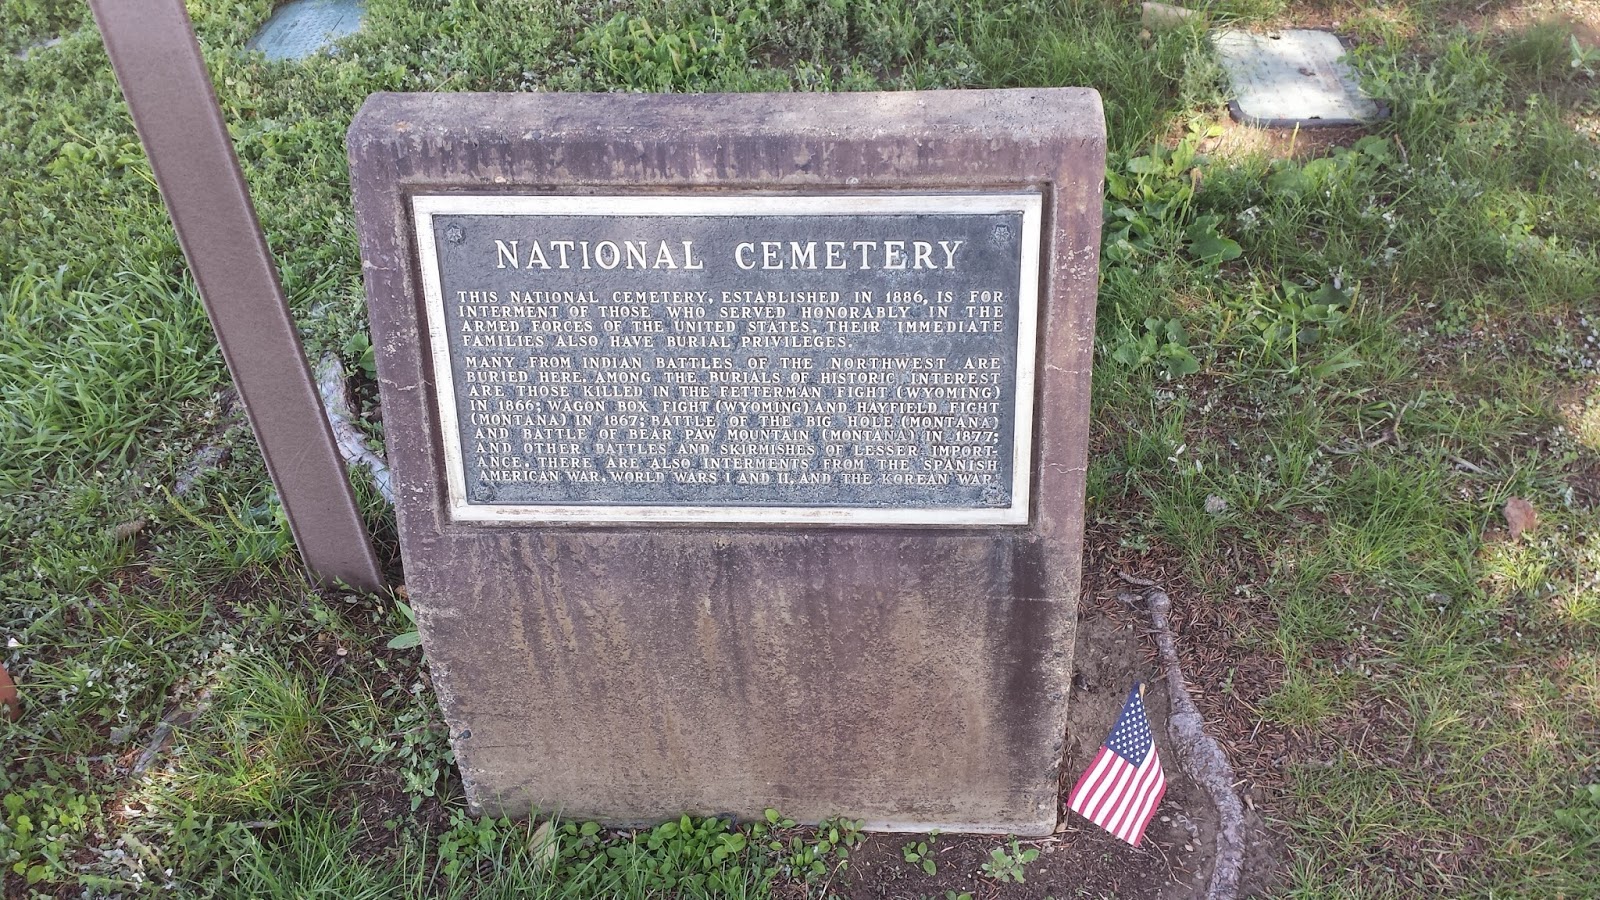 NATIONAL CEMETERY
THIS NATIONAL CEMETERY, ESTABLISHED IN 1886, IS FOR
INTERMENT OF THOSE WHO SERVED HONORABLY IN THE
ARMED FORCES OF THE UNITED STATES. THEIR IMMEDIATE
FAMILIES ALSO HAVE BURIAL PRIVILEGES.
MANY FROM INDIAN BATTLES OF THE NORTHWEST ARE
BURIED HERE. AMONG THE BURIALS OF HISTORIC INTEREST
ARE THOSE KILLED IN THE FETTERMAN FIGHT (WYOMING)
IN 1866; WAGON BOX FIGHT (WYOMING) AND HAYFIELD FIGHT
(MONTANA) IN 1867; BATTLE OF THE BIG HOLE (MONTANA)
AND BATTLE OF BEAR PAW MOUNTAIN (MONTANA) IN 1877;
AND OTHER BATTLES AND SKIRMISHES OF LESSER IMPORT-
ANCE. THERE ARE ALSO INTERMENTS FROM THE SPANISH
AMERICAN WAR, WORLD WARS I AND II, AND THE KOREAN WAR.